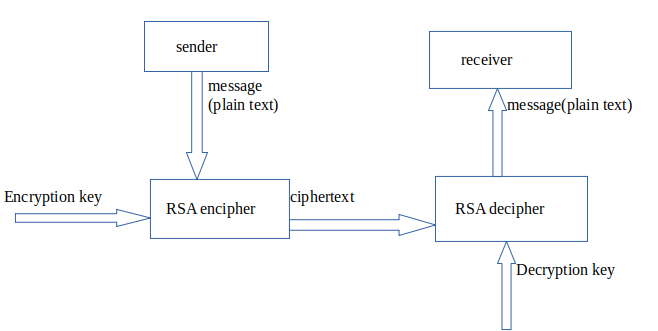 sender
receiver
message
(plain text)
message(plain text)
Encryption key
RSA encipher
ciphertext
RSA decipher
Decryption key